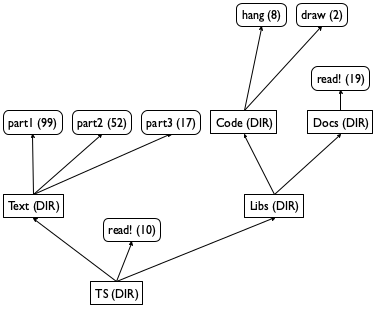 hang (8)
draw (2)
read! (19)
part1 (99)
part2 (52)
part3 (17)
Code (DIR)
Docs (DIR)
Text (DIR)
Libs (DIR)
read! (10)
TS (DIR)